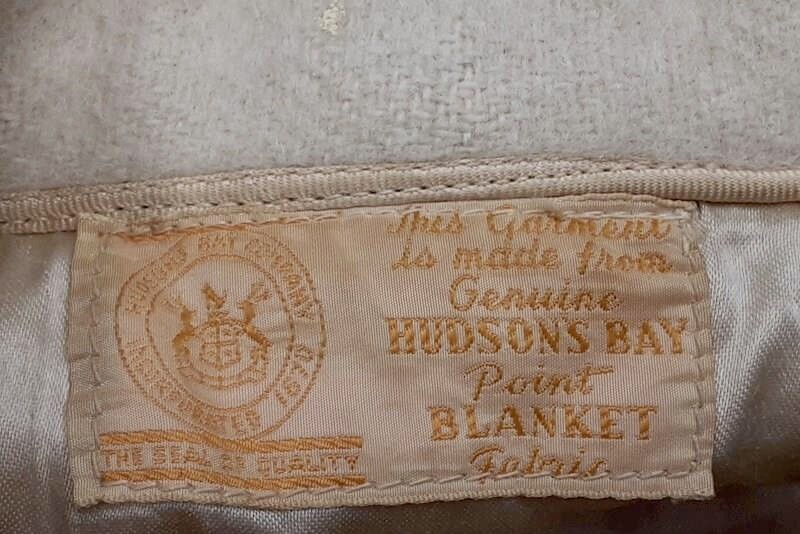 HUDSONS BAY COMPANY
INCORPORATED 1670
THE SEAL OF QUALITY
This Garment
is made from
Genuine
HUDSONS BAY
Point
BLANKET
Fabric